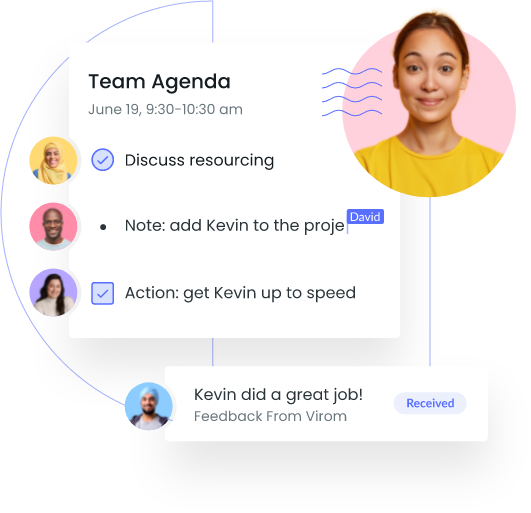 Team Agenda
June 19, 9:30-10:30 am
Discuss resourcing
Note: add Kevin to the proje
David
Action: get Kevin up to speed
Kevin did a great job!
Feedback From Virom
Received